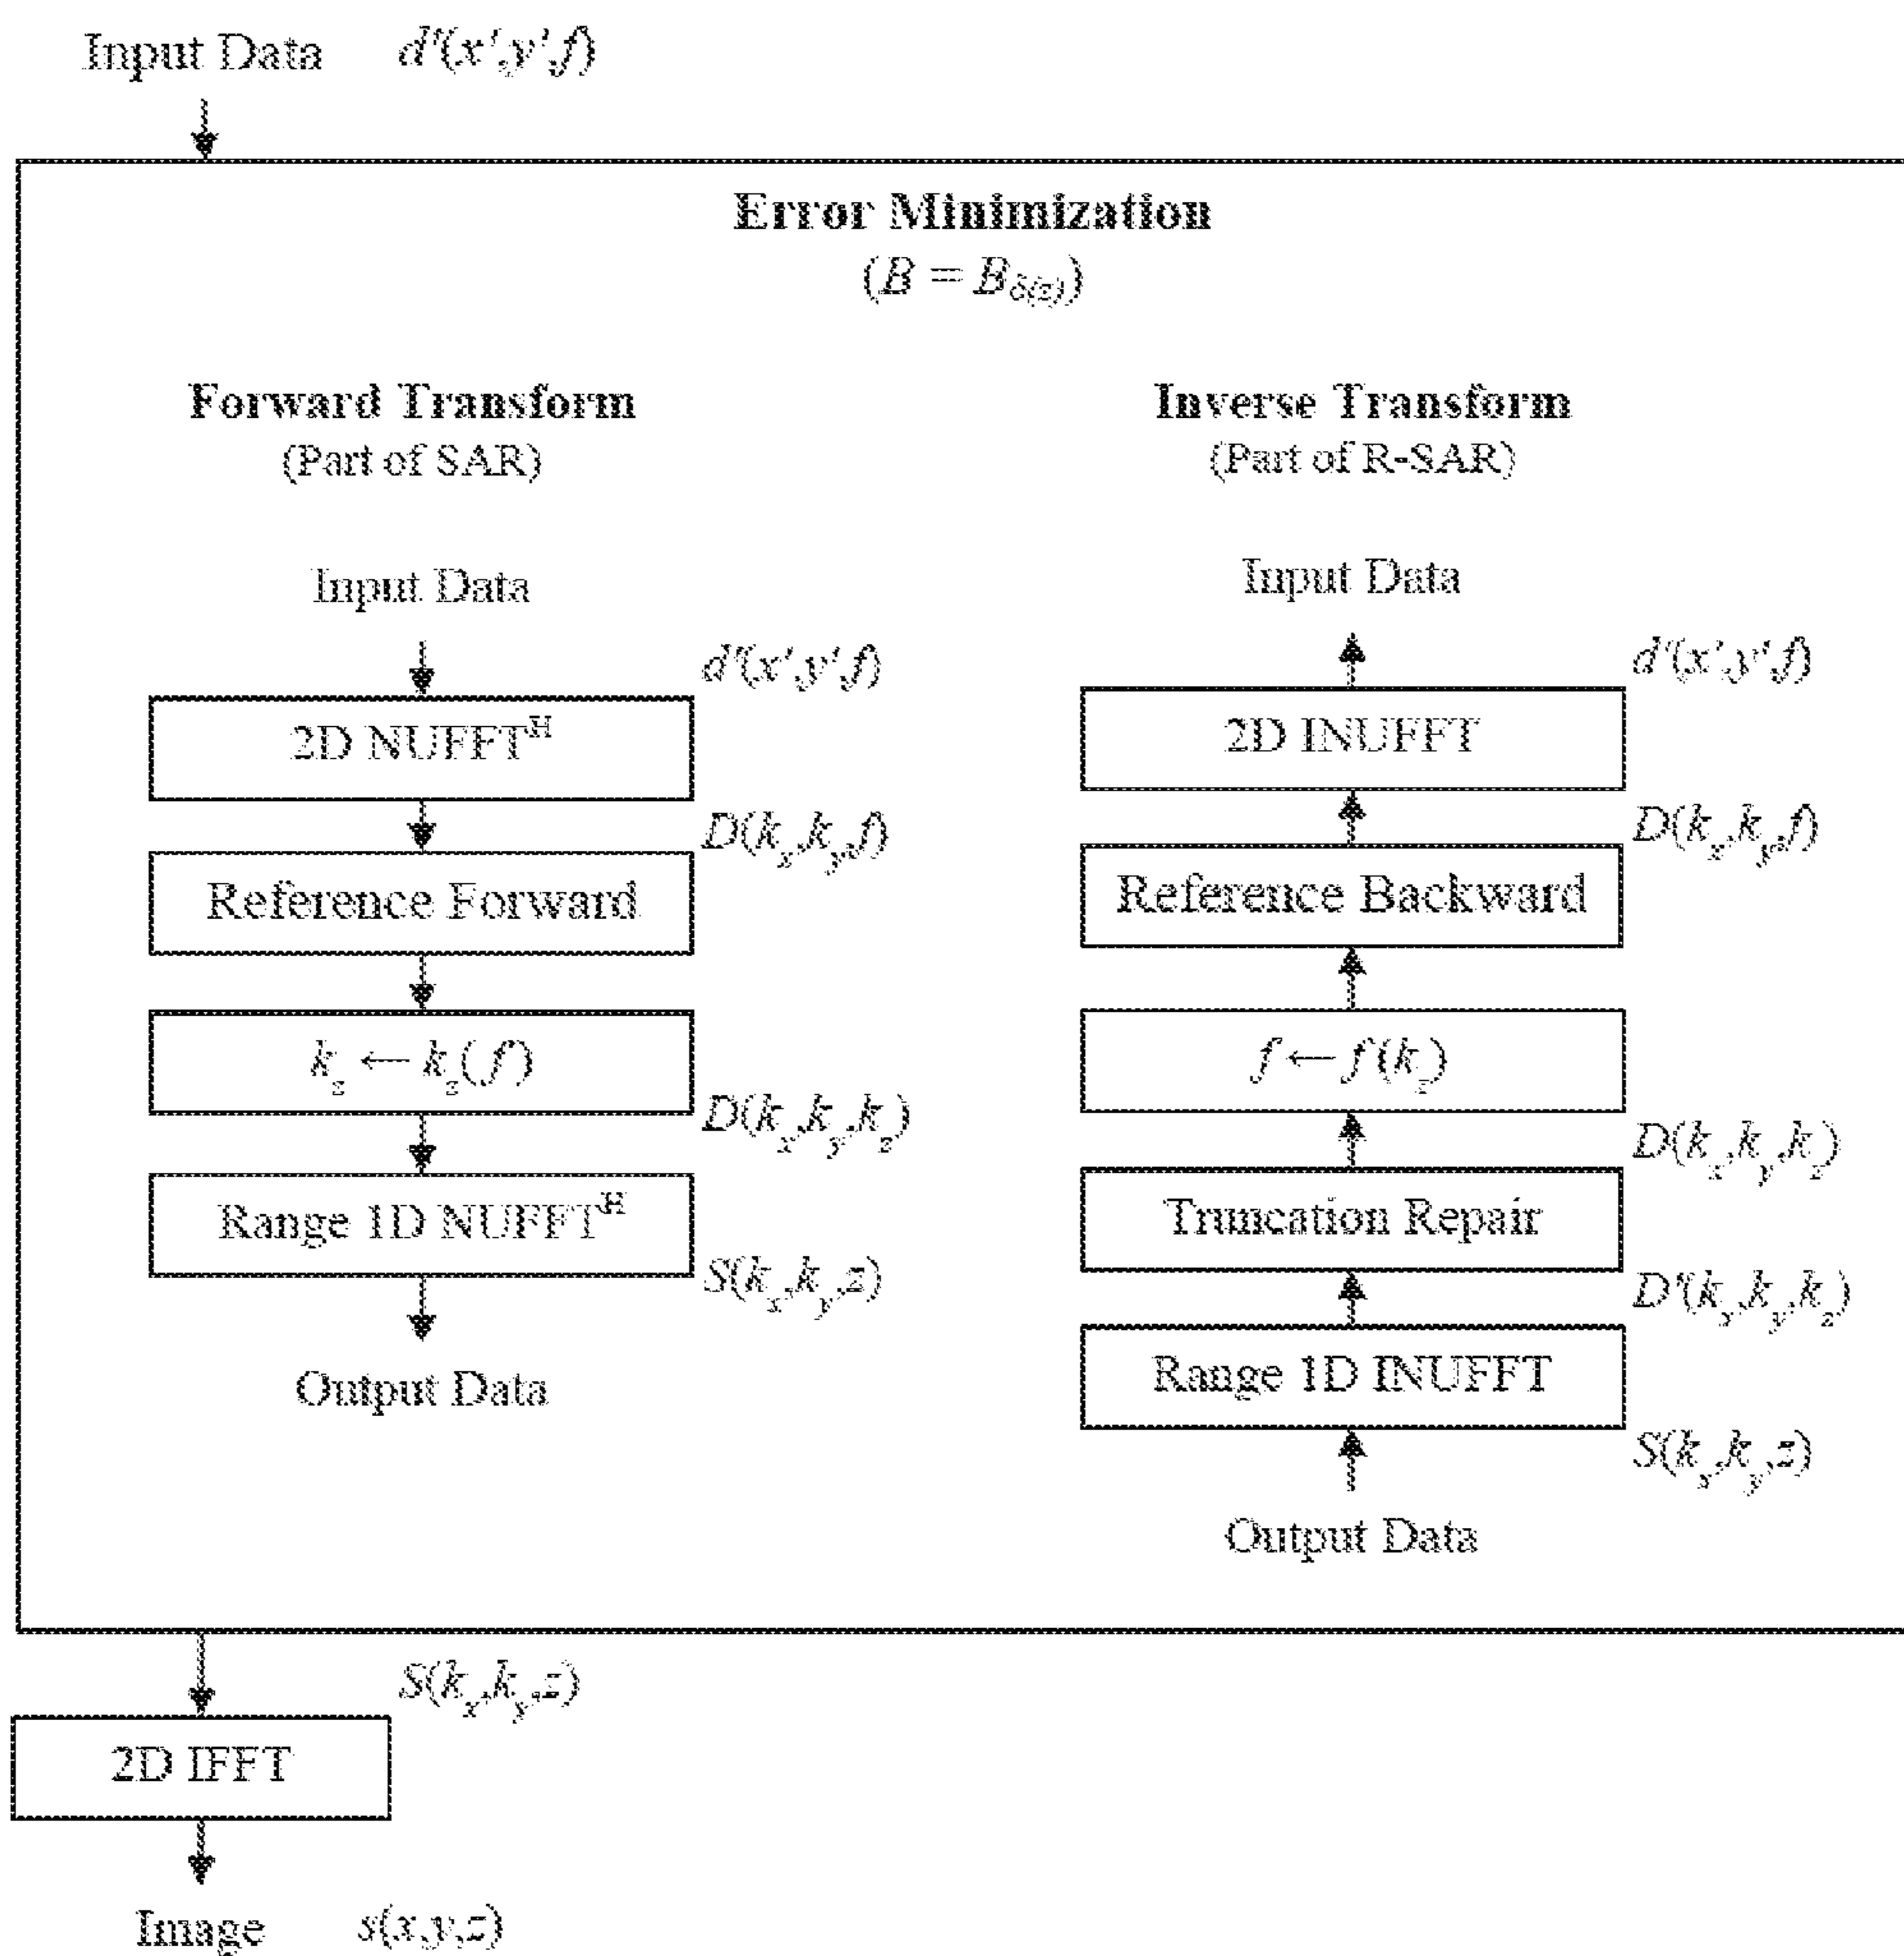 Input Data d'(x',y',f)
Error Minimization
(B = B_δ(z))
Forward Transform
(Part of SAR)
Input Data
d'(x',y',f)
2D NUFFT^H
D(k_x,k_y,f)
Reference Forward
k_z ← k_z(f)
D(k_x,k_y,k_z)
Range 1D NUFFT^H
S(k_x,k_y,z)
Output Data
Inverse Transform
(Part of R-SAR)
Input Data
d'(x',y',f)
2D INUFFT
D(k_x,k_y,f)
Reference Backward
f ← f(k_z)
D(k_x,k_y,k_z)
Truncation Repair
D'(k_x,k_y,k_z)
Range 1D INUFFT
S(k_x,k_y,z)
Output Data
S(k_x,k_y,z)
2D IFFT
Image s(x,y,z)